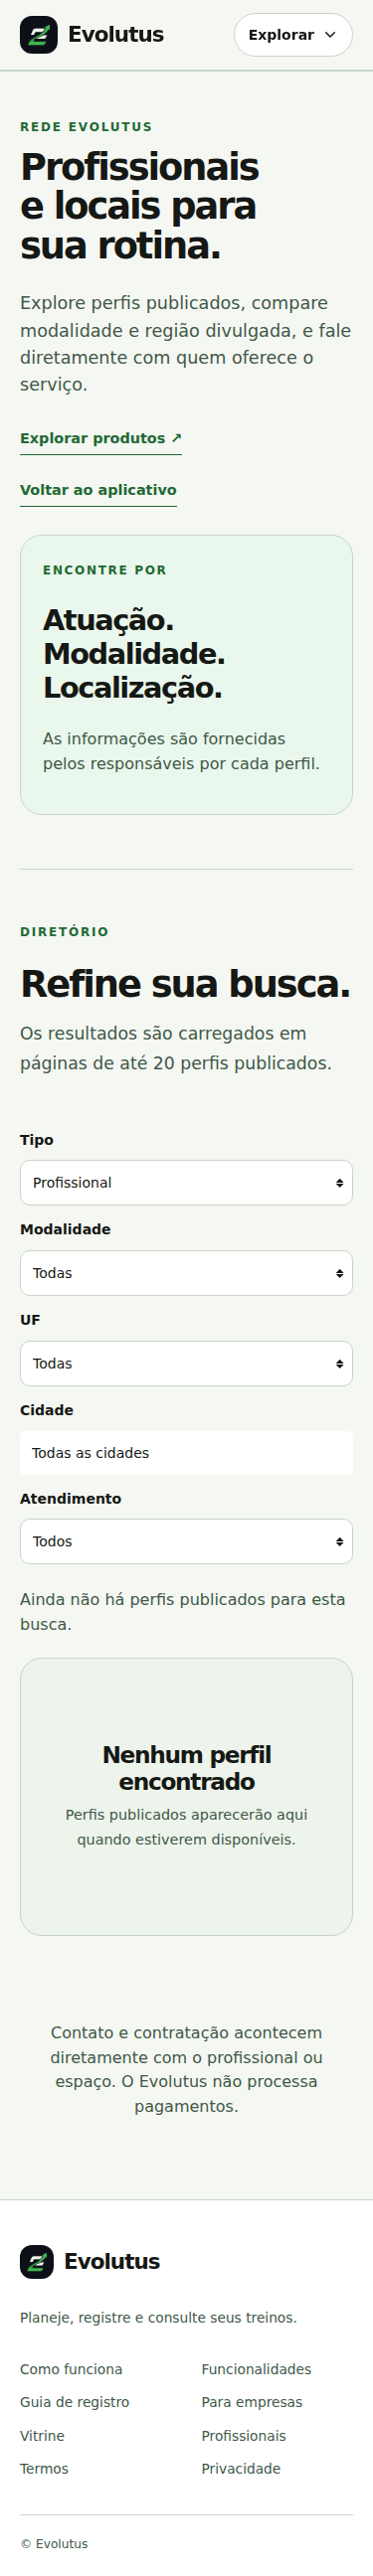 Evolutus
Explorar
REDE EVOLUTUS
Profissionais
e locais para
sua rotina.
Explore perfis publicados, compare
modalidade e região divulgada, e fale
diretamente com quem oferece o
serviço.
Explorar produtos ↗
Voltar ao aplicativo
ENCONTRE POR
Atuação.
Modalidade.
Localização.
As informações são fornecidas
pelos responsáveis por cada perfil.
DIRETÓRIO
Refine sua busca.
Os resultados são carregados em
páginas de até 20 perfis publicados.
Tipo
Profissional
Modalidade
Todas
UF
Todas
Cidade
Todas as cidades
Atendimento
Todos
Ainda não há perfis publicados para esta
busca.
Nenhum perfil
encontrado
Perfis publicados aparecerão aqui
quando estiverem disponíveis.
Contato e contratação acontecem
diretamente com o profissional ou
espaço. O Evolutus não processa
pagamentos.
Evolutus
Planeje, registre e consulte seus treinos.
Como funciona
Funcionalidades
Guia de registro
Para empresas
Vitrine
Profissionais
Termos
Privacidade
© Evolutus